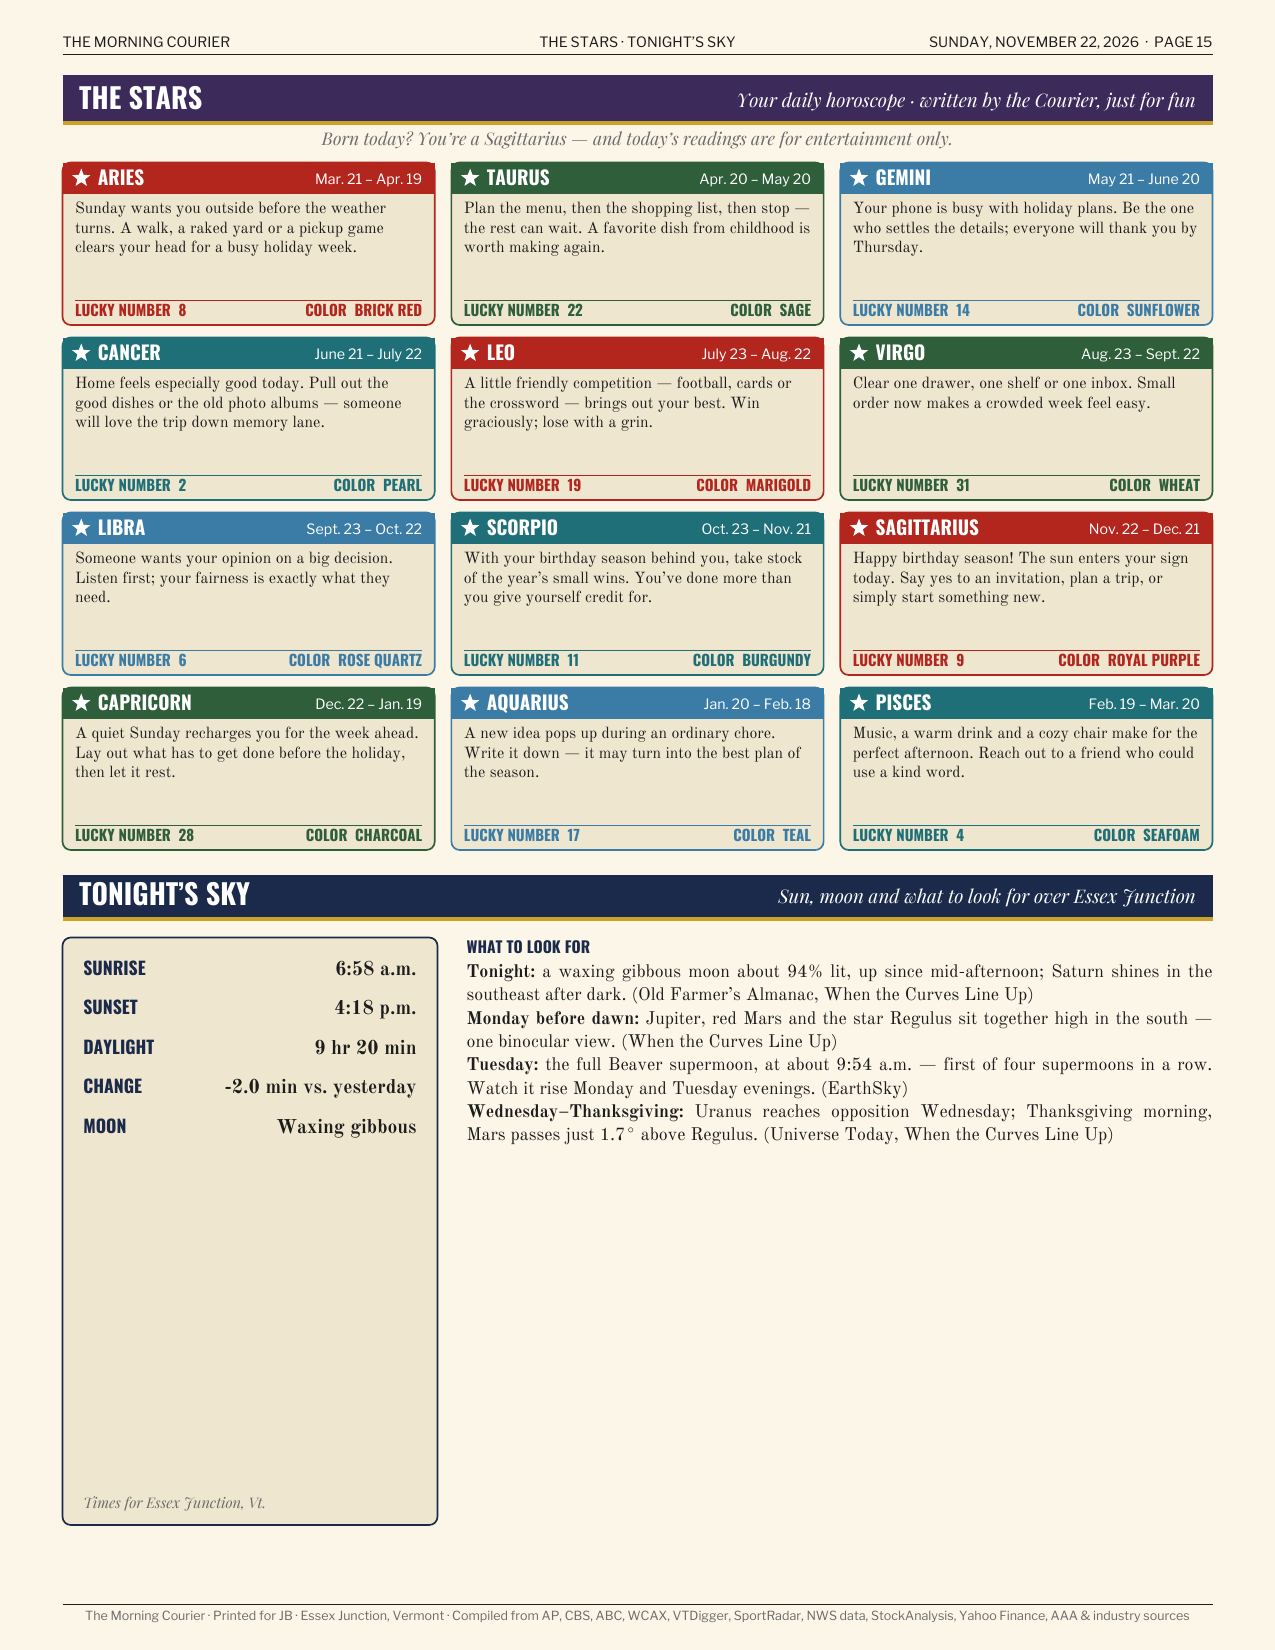 THE MORNING COURIER
THE STARS · TONIGHT’S SKY
SUNDAY, NOVEMBER 22, 2026 · PAGE 15
THE STARS
Your daily horoscope · written by the Courier, just for fun
Born today? You’re a Sagittarius — and today’s readings are for entertainment only.
★ ARIES
Mar. 21 – Apr. 19
Sunday wants you outside before the weather
turns. A walk, a raked yard or a pickup game
clears your head for a busy holiday week.
LUCKY NUMBER 8
COLOR BRICK RED
★ TAURUS
Apr. 20 – May 20
Plan the menu, then the shopping list, then stop —
the rest can wait. A favorite dish from childhood is
worth making again.
LUCKY NUMBER 22
COLOR SAGE
★ GEMINI
May 21 – June 20
Your phone is busy with holiday plans. Be the one
who settles the details; everyone will thank you by
Thursday.
LUCKY NUMBER 14
COLOR SUNFLOWER
★ CANCER
June 21 – July 22
Home feels especially good today. Pull out the
good dishes or the old photo albums — someone
will love the trip down memory lane.
LUCKY NUMBER 2
COLOR PEARL
★ LEO
July 23 – Aug. 22
A little friendly competition — football, cards or
the crossword — brings out your best. Win
graciously; lose with a grin.
LUCKY NUMBER 19
COLOR MARIGOLD
★ VIRGO
Aug. 23 – Sept. 22
Clear one drawer, one shelf or one inbox. Small
order now makes a crowded week feel easy.
LUCKY NUMBER 31
COLOR WHEAT
★ LIBRA
Sept. 23 – Oct. 22
Someone wants your opinion on a big decision.
Listen first; your fairness is exactly what they
need.
LUCKY NUMBER 6
COLOR ROSE QUARTZ
★ SCORPIO
Oct. 23 – Nov. 21
With your birthday season behind you, take stock
of the year’s small wins. You’ve done more than
you give yourself credit for.
LUCKY NUMBER 11
COLOR BURGUNDY
★ SAGITTARIUS
Nov. 22 – Dec. 21
Happy birthday season! The sun enters your sign
today. Say yes to an invitation, plan a trip, or
simply start something new.
LUCKY NUMBER 9
COLOR ROYAL PURPLE
★ CAPRICORN
Dec. 22 – Jan. 19
A quiet Sunday recharges you for the week ahead.
Lay out what has to get done before the holiday,
then let it rest.
LUCKY NUMBER 28
COLOR CHARCOAL
★ AQUARIUS
Jan. 20 – Feb. 18
A new idea pops up during an ordinary chore.
Write it down — it may turn into the best plan of
the season.
LUCKY NUMBER 17
COLOR TEAL
★ PISCES
Feb. 19 – Mar. 20
Music, a warm drink and a cozy chair make for the
perfect afternoon. Reach out to a friend who could
use a kind word.
LUCKY NUMBER 4
COLOR SEAFOAM
TONIGHT’S SKY
Sun, moon and what to look for over Essex Junction
SUNRISE 6:58 a.m.
SUNSET 4:18 p.m.
DAYLIGHT 9 hr 20 min
CHANGE -2.0 min vs. yesterday
MOON Waxing gibbous
Times for Essex Junction, Vt.
WHAT TO LOOK FOR
Tonight: a waxing gibbous moon about 94% lit, up since mid-afternoon; Saturn shines in the
southeast after dark. (Old Farmer’s Almanac, When the Curves Line Up)
Monday before dawn: Jupiter, red Mars and the star Regulus sit together high in the south —
one binocular view. (When the Curves Line Up)
Tuesday: the full Beaver supermoon, at about 9:54 a.m. — first of four supermoons in a row.
Watch it rise Monday and Tuesday evenings. (EarthSky)
Wednesday–Thanksgiving: Uranus reaches opposition Wednesday; Thanksgiving morning,
Mars passes just 1.7° above Regulus. (Universe Today, When the Curves Line Up)
The Morning Courier · Printed for JB · Essex Junction, Vermont · Compiled from AP, CBS, ABC, WCAX, VTDigger, SportRadar, NWS data, StockAnalysis, Yahoo Finance, AAA & industry sources